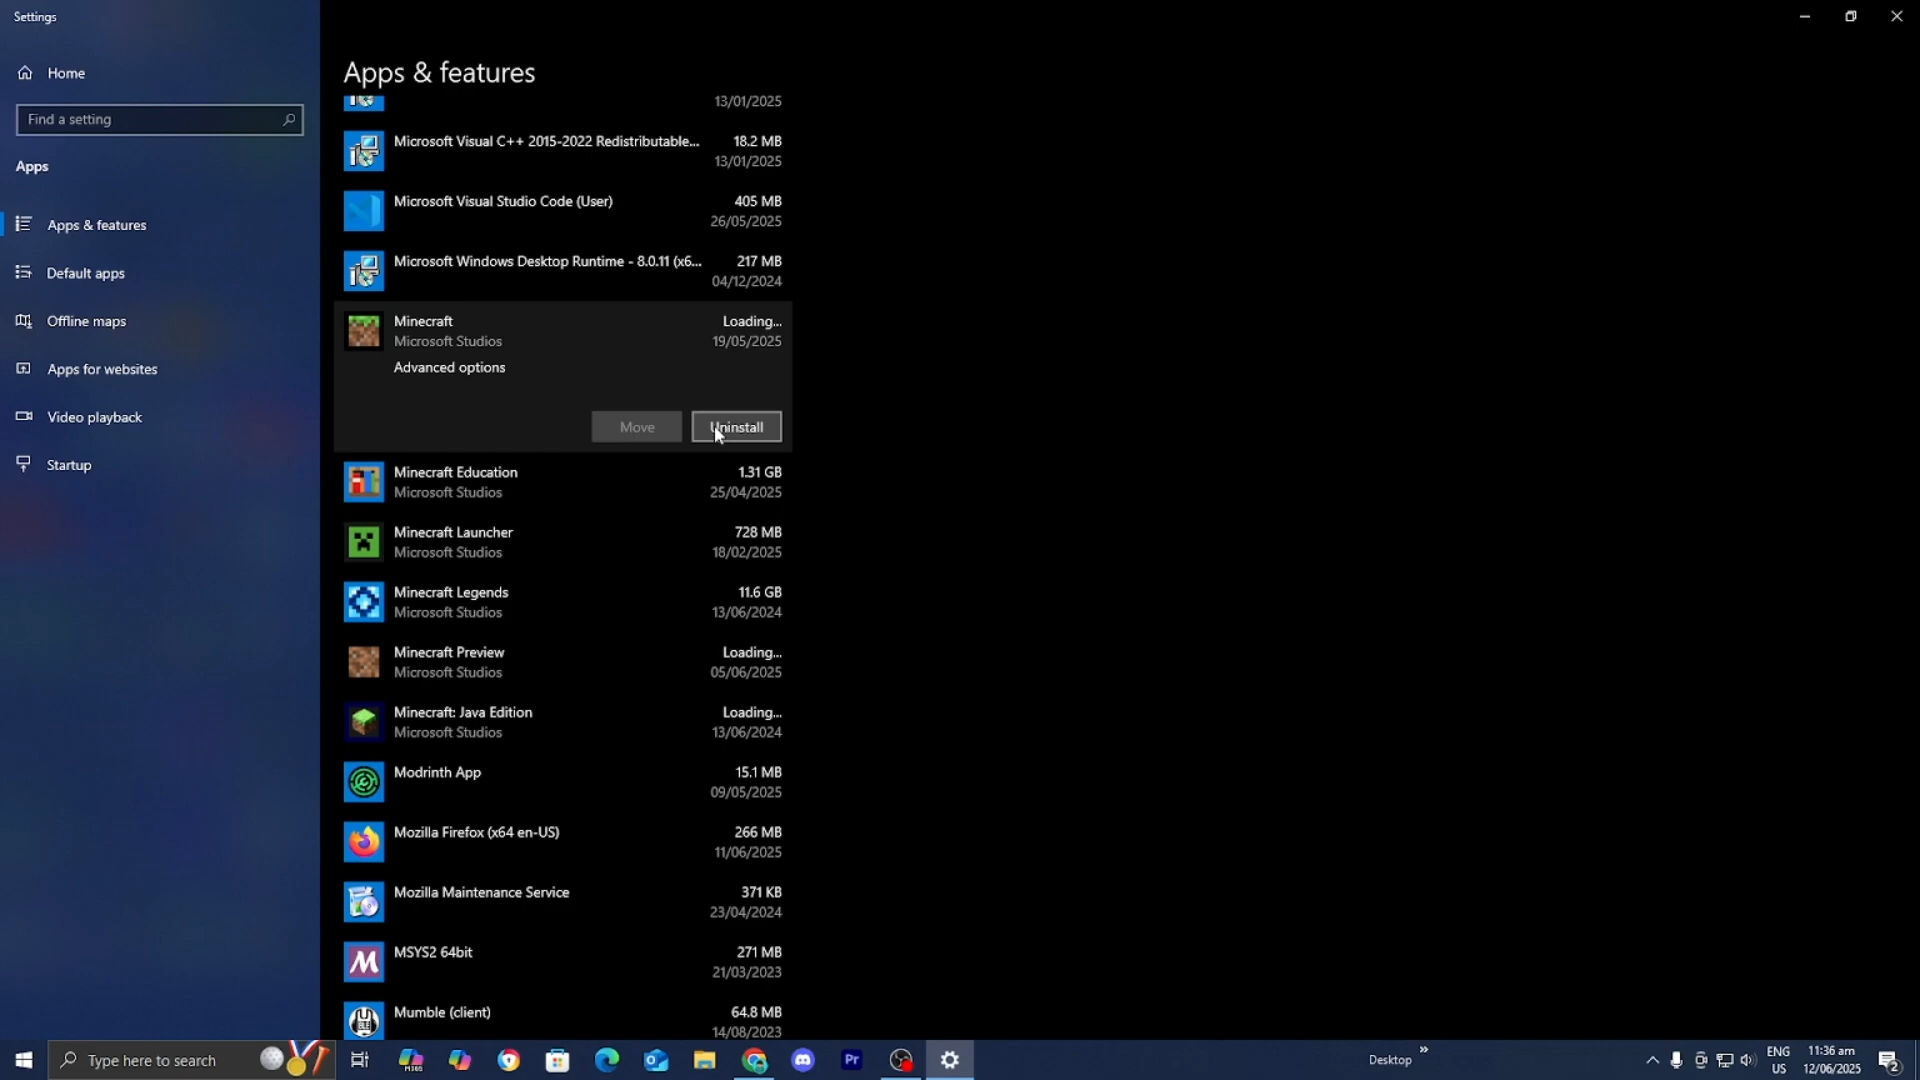 Settings
Home
Find a setting
Apps
Apps & features
Default apps
Offline maps
Apps for websites
Video playback
Startup
Apps & features
13/01/2025
Microsoft Visual C++ 2015-2022 Redistributable... 18.2 MB
13/01/2025
Microsoft Visual Studio Code (User) 405 MB
26/05/2025
Microsoft Windows Desktop Runtime - 8.0.11 (x6... 217 MB
04/12/2024
Minecraft Loading...
Microsoft Studios 19/05/2025
Advanced options
Move Uninstall
Minecraft Education 1.31 GB
Microsoft Studios 25/04/2025
Minecraft Launcher 728 MB
Microsoft Studios 18/02/2025
Minecraft Legends 11.6 GB
Microsoft Studios 13/06/2024
Minecraft Preview Loading...
Microsoft Studios 05/06/2025
Minecraft: Java Edition Loading...
Microsoft Studios 13/06/2024
Modrinth App 15.1 MB
09/05/2025
Mozilla Firefox (x64 en-US) 266 MB
11/06/2025
Mozilla Maintenance Service 371 KB
23/04/2024
MSYS2 64bit 271 MB
21/03/2023
Mumble (client) 64.8 MB
14/08/2023
Type here to search
M365
Pr
Desktop
ENG
US
11:36 am
12/06/2025
2